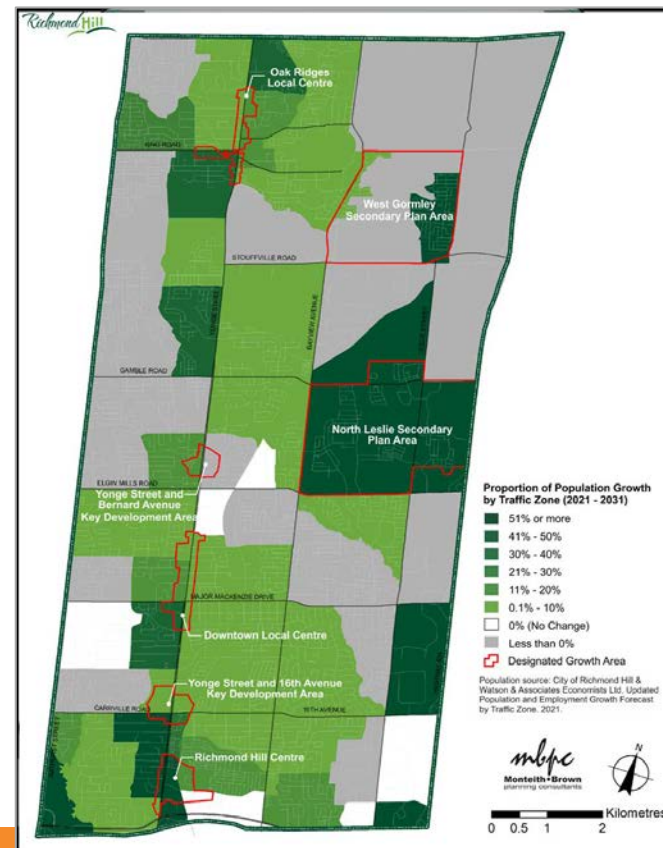 Richmond Hill
Oak Ridges
Local Centre
KING ROAD
West Gormley
Secondary Plan Area
STOUFFVILLE ROAD
YONGE STREET
BAYVIEW AVENUE
GAMBLE ROAD
North Leslie Secondary
Plan Area
ELGIN MILLS ROAD
Yonge Street and
Bernard Avenue
Key Development Area
MAJOR MACKENZIE DRIVE
Downtown Local Centre
Yonge Street and 16th Avenue
Key Development Area
CARRVILLE ROAD
16TH AVENUE
Richmond Hill Centre
Proportion of Population Growth
by Traffic Zone (2021 - 2031)
51% or more
41% - 50%
30% - 40%
21% - 30%
11% - 20%
0.1% - 10%
0% (No Change)
Less than 0%
Designated Growth Area
Population source: City of Richmond Hill &
Watson & Associates Economists Ltd. Updated
Population and Employment Growth Forecast
by Traffic Zone. 2021.
mbpc
Monteith•Brown
planning consultants
N
Kilometres
0 0.5 1 2